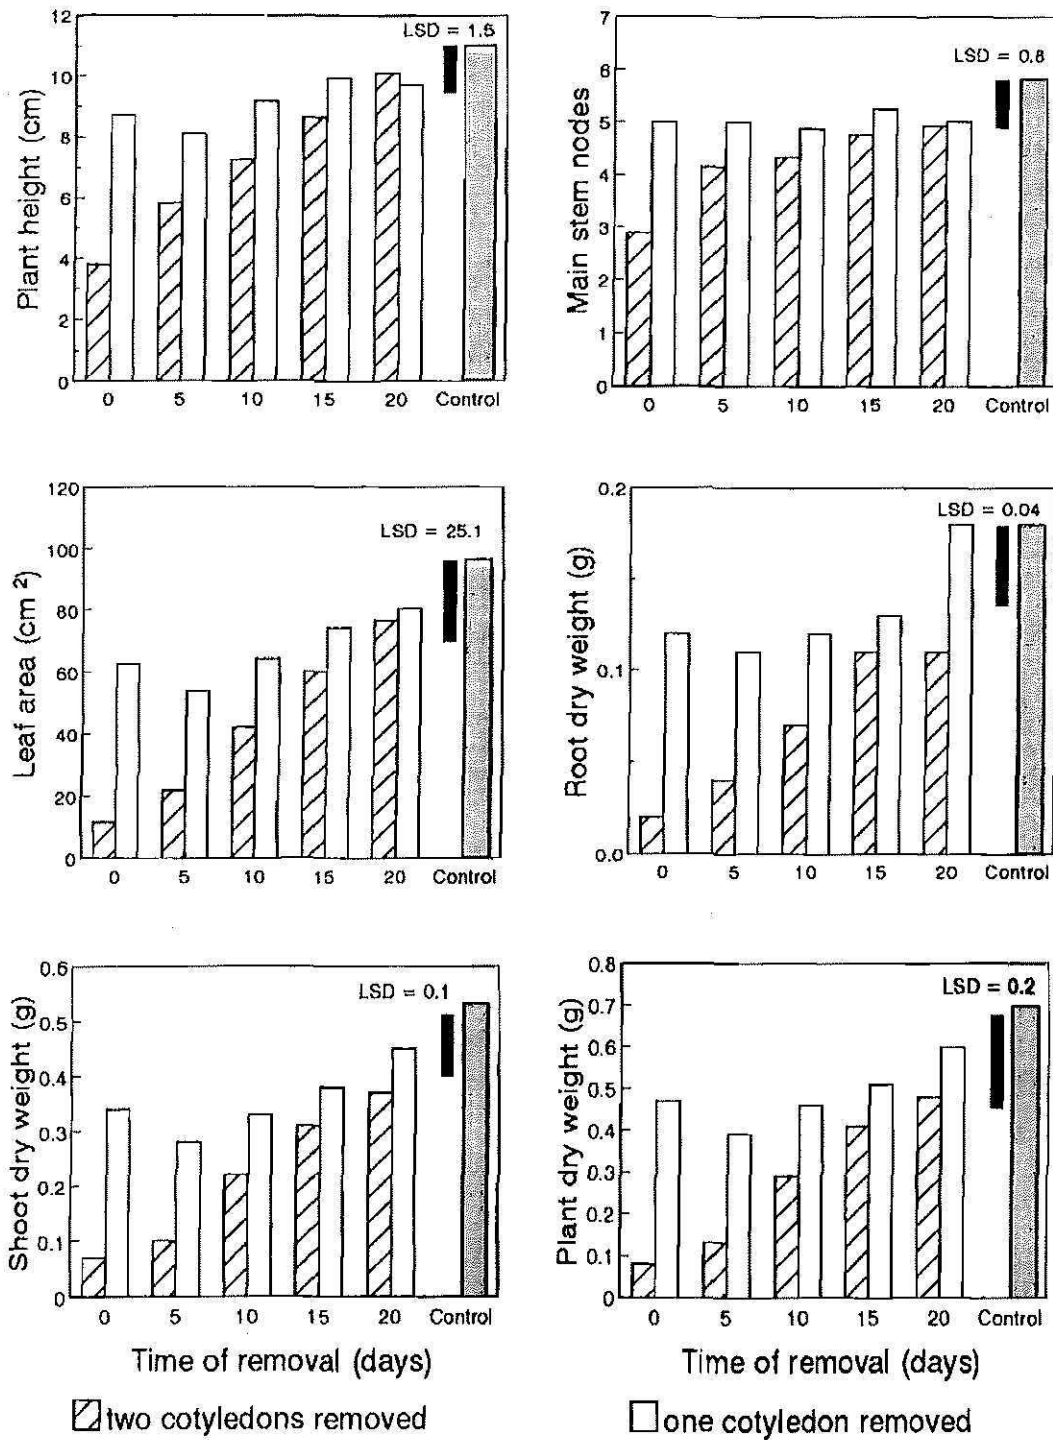 Plant height (cm)
12
10
8
6
4
2
0
LSD = 1.5
0 5 10 15 20 Control
Main stem nodes
7
6
5
4
3
2
1
0
LSD = 0.8
0 5 10 15 20 Control
Leaf area (cm 2)
120
100
80
60
40
20
0
LSD = 25.1
0 5 10 15 20 Control
Root dry weight (g)
0.2
0.1
0.0
LSD = 0.04
0 5 10 15 20 Control
Shoot dry weight (g)
0.6
0.5
0.4
0.3
0.2
0.1
0
LSD = 0.1
0 5 10 15 20 Control
Time of removal (days)
Plant dry weight (g)
0.8
0.7
0.6
0.5
0.4
0.3
0.2
0.1
0
LSD = 0.2
0 5 10 15 20 Control
Time of removal (days)
two cotyledons removed
one cotyledon removed